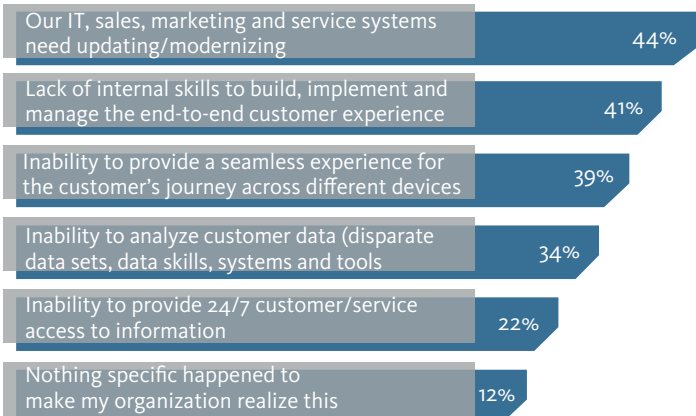 Our IT, sales, marketing and service systems
need updating/modernizing
44%
Lack of internal skills to build, implement and
manage the end-to-end customer experience
41%
Inability to provide a seamless experience for
the customer’s journey across different devices
39%
Inability to analyze customer data (disparate
data sets, data skills, systems and tools
34%
Inability to provide 24/7 customer/service
access to information
22%
Nothing specific happened to
make my organization realize this
12%